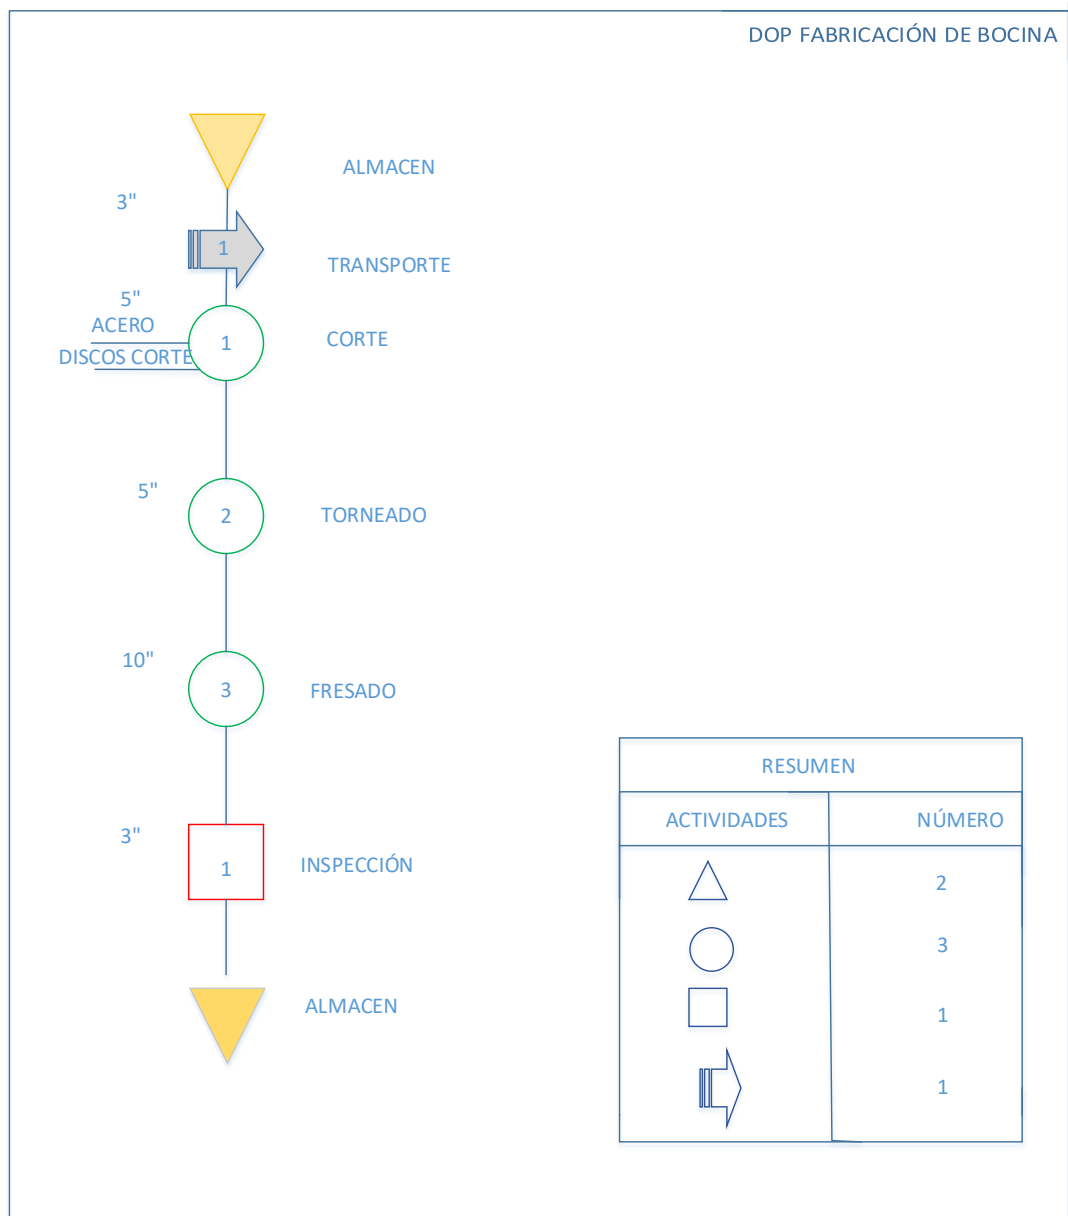 DOP FABRICACIÓN DE BOCINA
ALMACEN
3"
1
TRANSPORTE
5"
ACERO
DISCOS CORTE
1
CORTE
5"
2
TORNEADO
10"
3
FRESADO
3"
1
INSPECCIÓN
ALMACEN
RESUMEN
ACTIVIDADES
NÚMERO
2
3
1
1